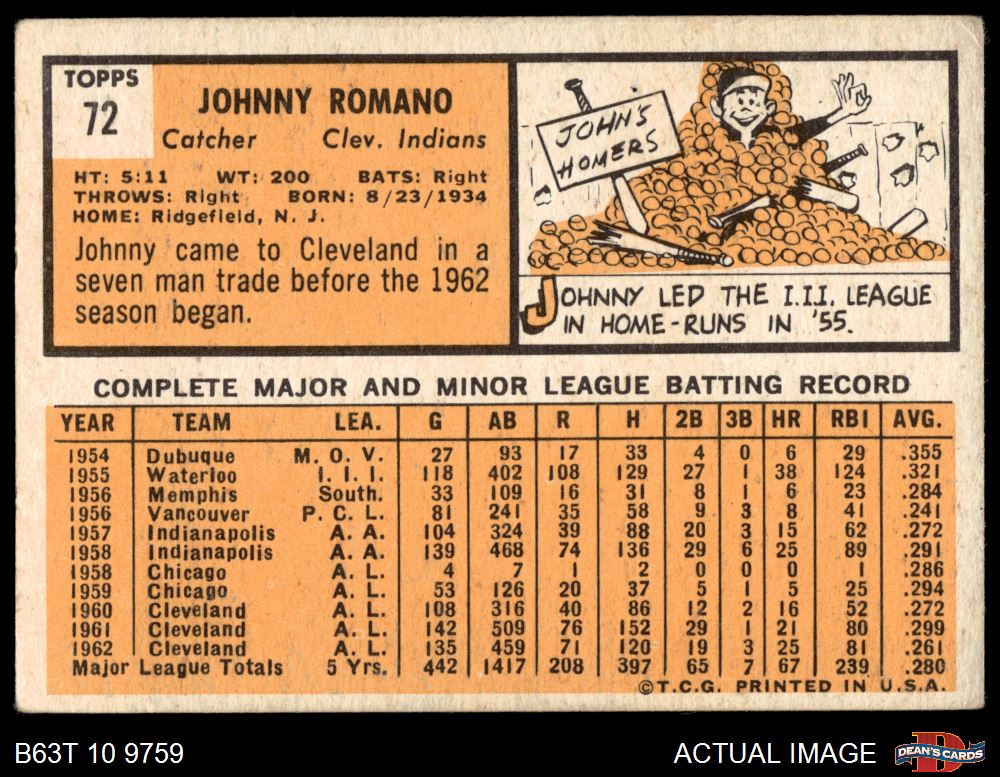 TOPPS
72
JOHNNY ROMANO
Catcher Clev. Indians
HT: 5:11 WT: 200 BATS: Right
THROWS: Right BORN: 8/23/1934
HOME: Ridgefield, N. J.
Johnny came to Cleveland in a
seven man trade before the 1962
season began.
JOHN'S
HOMERS
JOHNNY LED THE I.I.I. LEAGUE
IN HOME-RUNS IN '55.
COMPLETE MAJOR AND MINOR LEAGUE BATTING RECORD
YEAR TEAM LEA. G AB R H 2B 3B HR RBI AVG.
1954 Dubuque M. O. V. 27 93 17 33 4 0 6 29 .355
1955 Waterloo I. I. I. 118 402 108 129 27 1 38 124 .321
1956 Memphis South. 33 109 16 31 8 1 6 23 .284
1956 Vancouver P. C. L. 81 241 35 58 9 3 8 41 .241
1957 Indianapolis A. A. 104 324 39 88 20 3 15 62 .272
1958 Indianapolis A. A. 139 468 74 136 29 6 25 89 .291
1958 Chicago A. L. 4 7 1 2 0 0 0 1 .286
1959 Chicago A. L. 53 126 20 37 5 1 5 25 .294
1960 Cleveland A. L. 108 316 40 86 12 2 16 52 .272
1961 Cleveland A. L. 142 509 76 152 29 1 21 80 .299
1962 Cleveland A. L. 135 459 71 120 19 3 25 81 .261
Major League Totals 5 Yrs. 442 1417 208 397 65 7 67 239 .280
©T.C.G. PRINTED IN U.S.A.
B63T 10 9759 ACTUAL IMAGE
D
DEAN'S CARDS